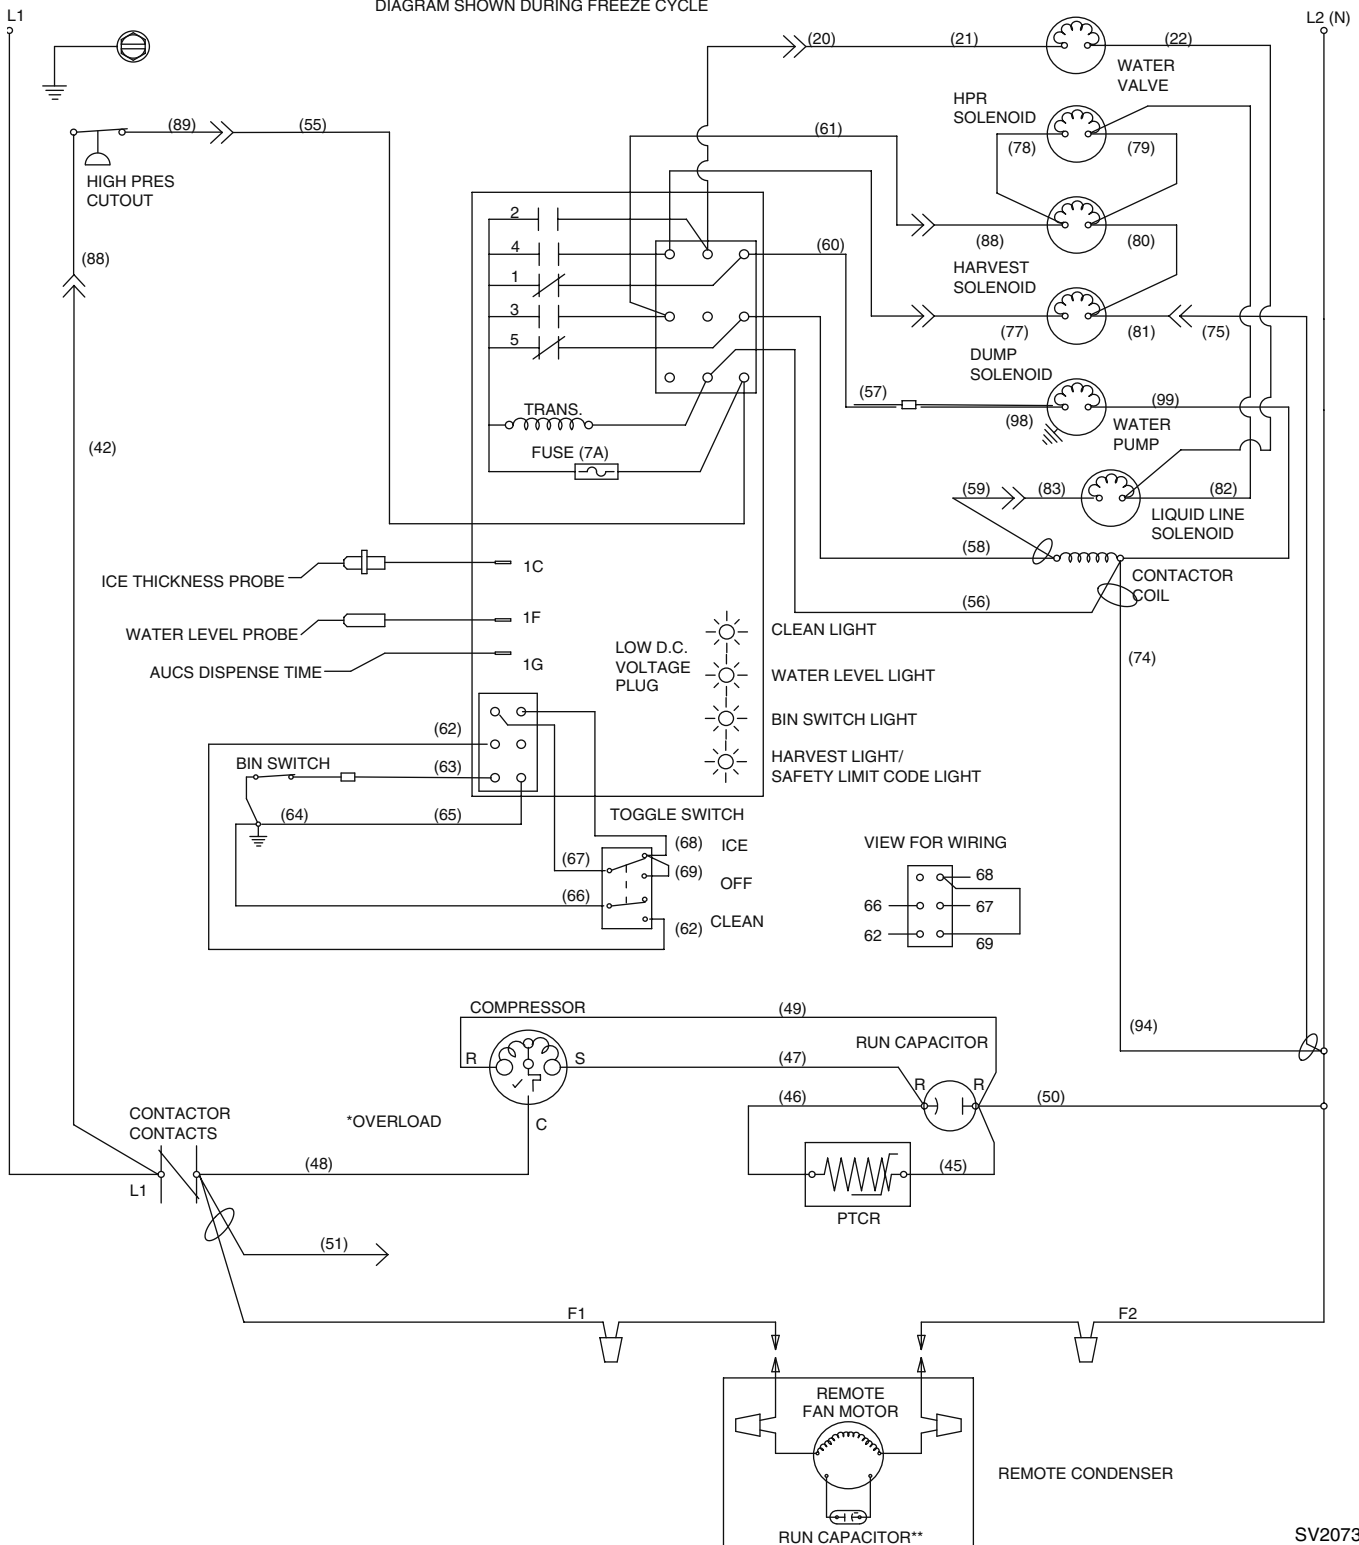 DIAGRAM SHOWN DURING FREEZE CYCLE
L1
L2 (N)
(20)
(21)
(22)
WATER
VALVE
HPR
SOLENOID
(89)
(55)
(61)
(78)
(79)
HIGH PRES
CUTOUT
2
4
1
3
5
(60)
(88)
(80)
(88)
HARVEST
SOLENOID
(77)
(81)
(75)
DUMP
SOLENOID
(57)
(99)
(98)
WATER
PUMP
TRANS.
FUSE (7A)
(42)
(59)
(83)
(82)
LIQUID LINE
SOLENOID
(58)
CONTACTOR
COIL
(56)
ICE THICKNESS PROBE
1C
WATER LEVEL PROBE
1F
AUCS DISPENSE TIME
1G
LOW D.C.
VOLTAGE
PLUG
CLEAN LIGHT
WATER LEVEL LIGHT
BIN SWITCH LIGHT
HARVEST LIGHT/
SAFETY LIMIT CODE LIGHT
(74)
(62)
BIN SWITCH
(63)
(64)
(65)
TOGGLE SWITCH
(68)
ICE
(67)
(69)
OFF
(66)
(62)
CLEAN
VIEW FOR WIRING
68
66
67
62
69
COMPRESSOR
(49)
(94)
RUN CAPACITOR
R
S
(47)
R
R
(46)
(50)
CONTACTOR
CONTACTS
*OVERLOAD
C
(48)
(45)
L1
PTCR
(51)
F1
F2
REMOTE
FAN MOTOR
REMOTE CONDENSER
RUN CAPACITOR**
SV2073